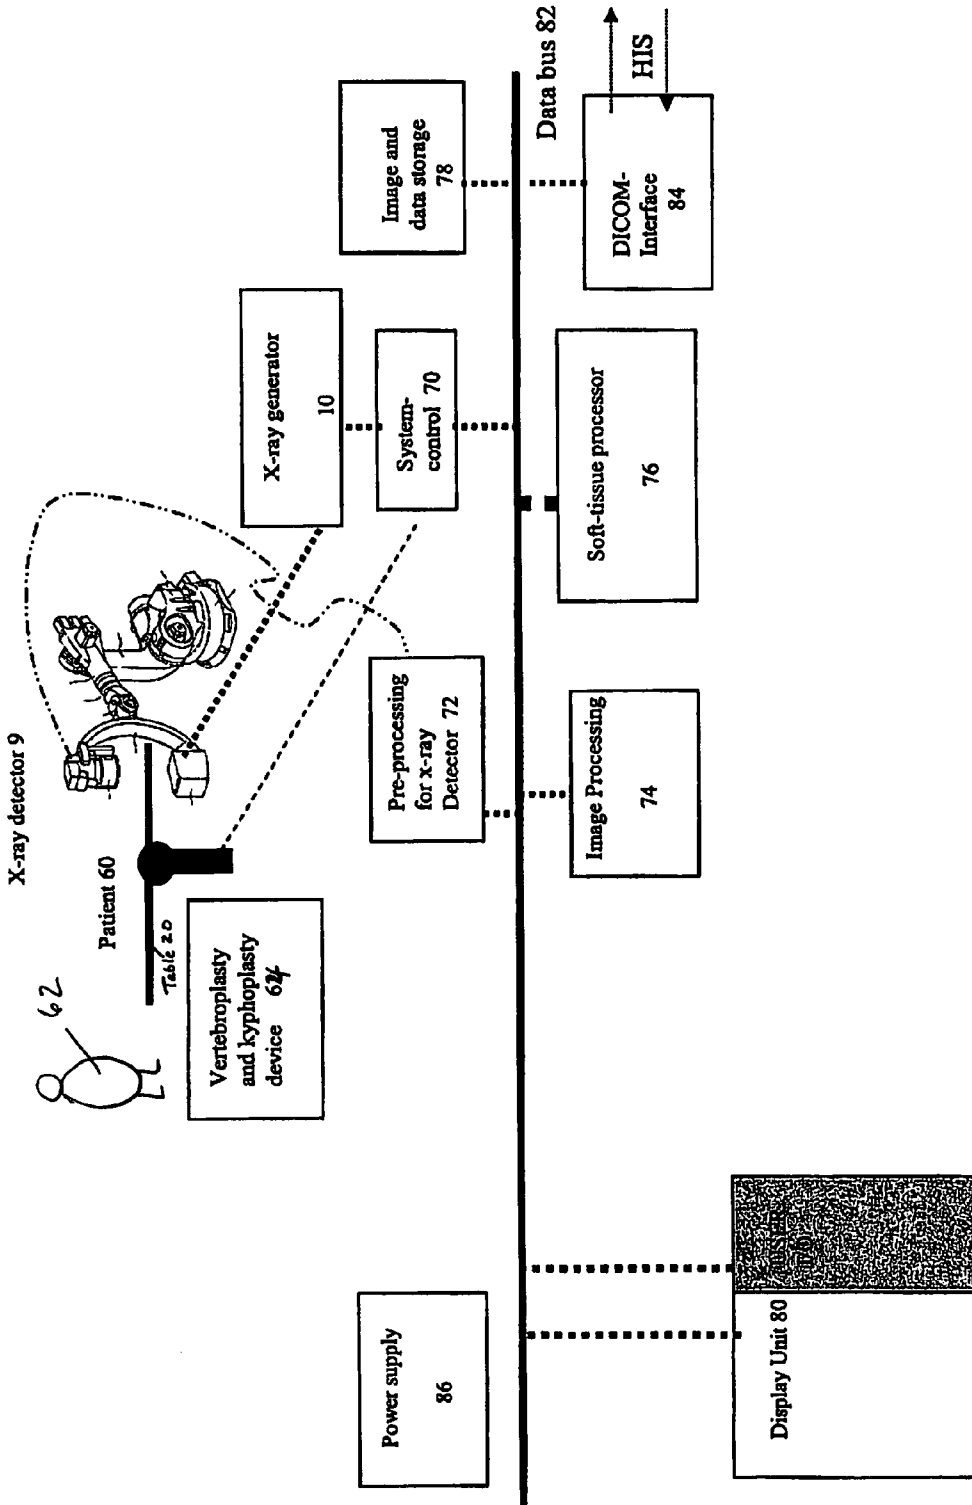 X-ray detector 9
Patient 60
Table 20
62
Vertebroplasty
and kyphoplasty
device 64
X-ray generator
10
System-
control 70
Image and
data storage
78
Pre-processing
for x-ray
Detector 72
Power supply
86
Data bus 82
HIS
DICOM-
Interface
84
Soft-tissue processor
76
Image Processing
74
Display Unit 80
USER
I/O